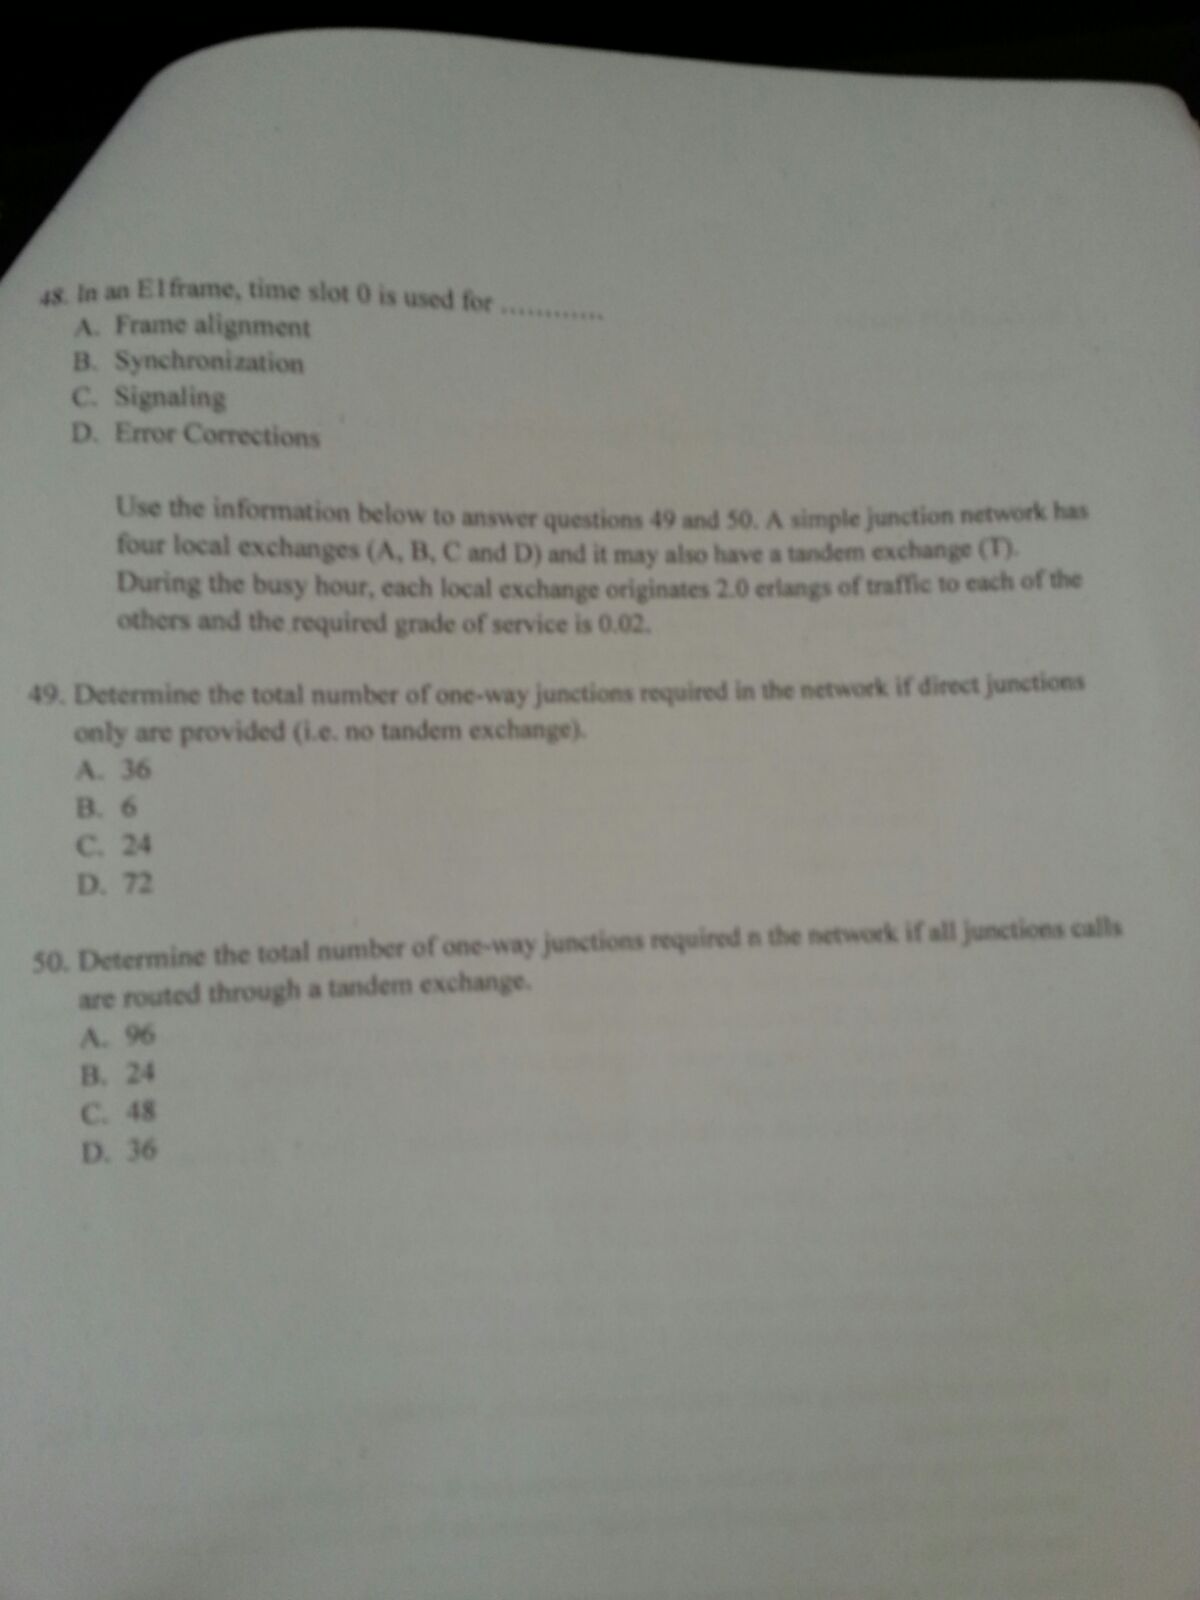 48. In an E1frame, time slot 0 is used for ............
A. Frame alignment
B. Synchronization
C. Signaling
D. Error Corrections
Use the information below to answer questions 49 and 50. A simple junction network has
four local exchanges (A, B, C and D) and it may also have a tandem exchange (T).
During the busy hour, each local exchange originates 2.0 erlangs of traffic to each of the
others and the required grade of service is 0.02.
49. Determine the total number of one-way junctions required in the network if direct junctions
only are provided (i.e. no tandem exchange).
A. 36
B. 6
C. 24
D. 72
50. Determine the total number of one-way junctions required n the network if all junctions calls
are routed through a tandem exchange.
A. 96
B. 24
C. 48
D. 36